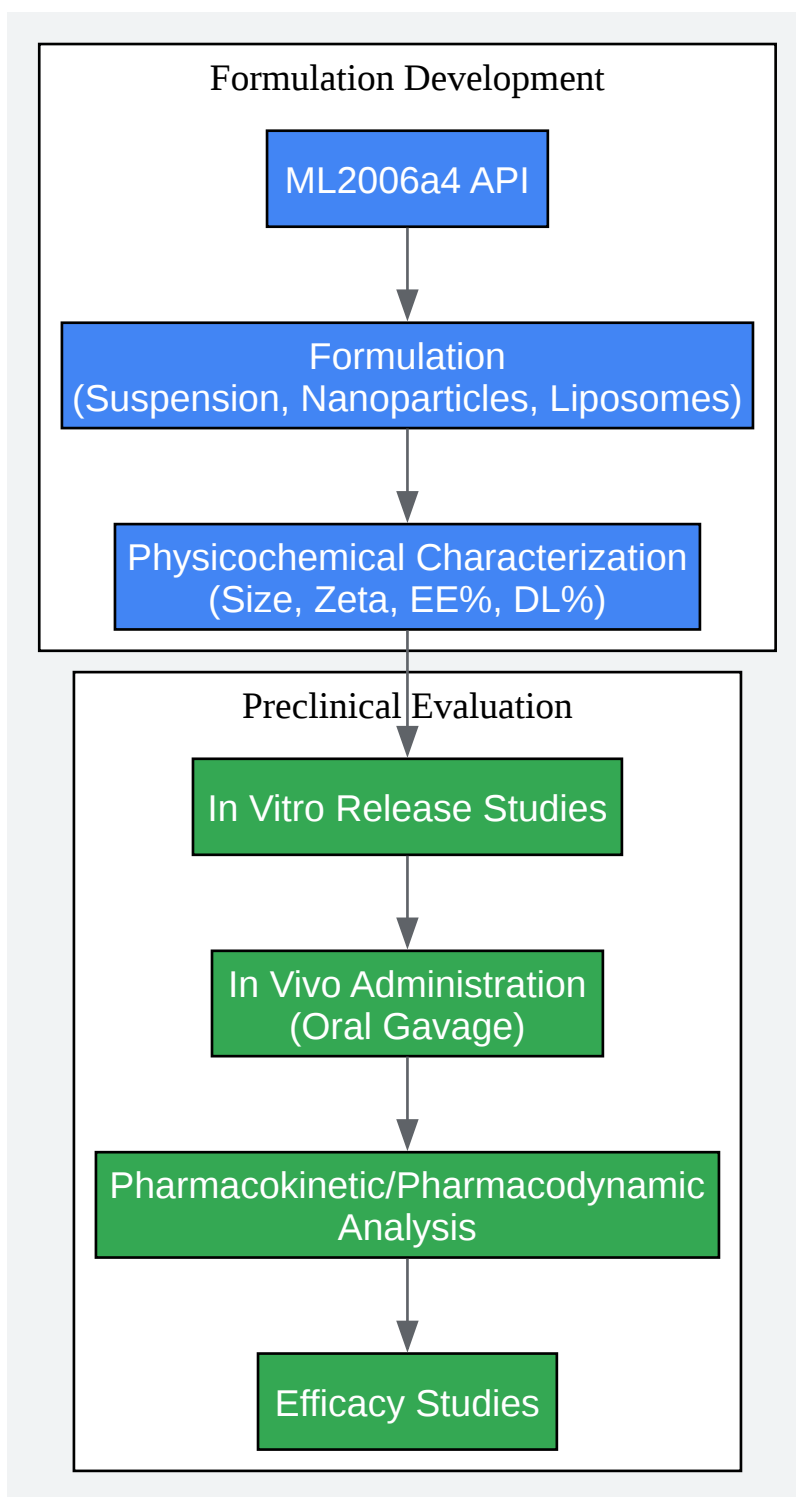 Formulation Development
ML2006a4 API
Formulation
(Suspension, Nanoparticles, Liposomes)
Physicochemical Characterization
(Size, Zeta, EE%, DL%)
Preclinical Evaluation
In Vitro Release Studies
In Vivo Administration
(Oral Gavage)
Pharmacokinetic/Pharmacodynamic
Analysis
Efficacy Studies